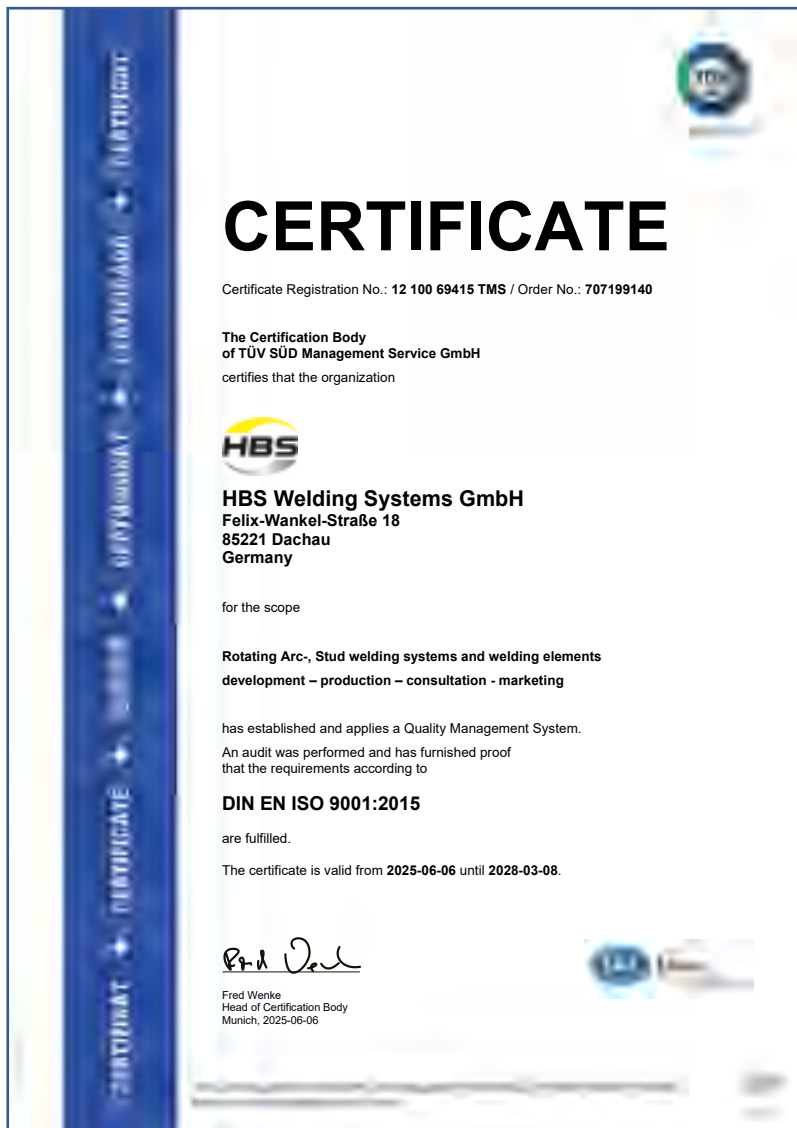 CERTIFICATE
Certificate Registration No.: 12 100 69415 TMS / Order No.: 707199140
The Certification Body
of TÜV SÜD Management Service GmbH
certifies that the organization
HBS
HBS Welding Systems GmbH
Felix-Wankel-Straße 18
85221 Dachau
Germany
for the scope
Rotating Arc-, Stud welding systems and welding elements
development – production – consultation - marketing
has established and applies a Quality Management System.
An audit was performed and has furnished proof
that the requirements according to
DIN EN ISO 9001:2015
are fulfilled.
The certificate is valid from 2025-06-06 until 2028-03-08.
Fred Wenke
Head of Certification Body
Munich, 2025-06-06
ZERTIFIKAT ✦ CERTIFICATE ✦